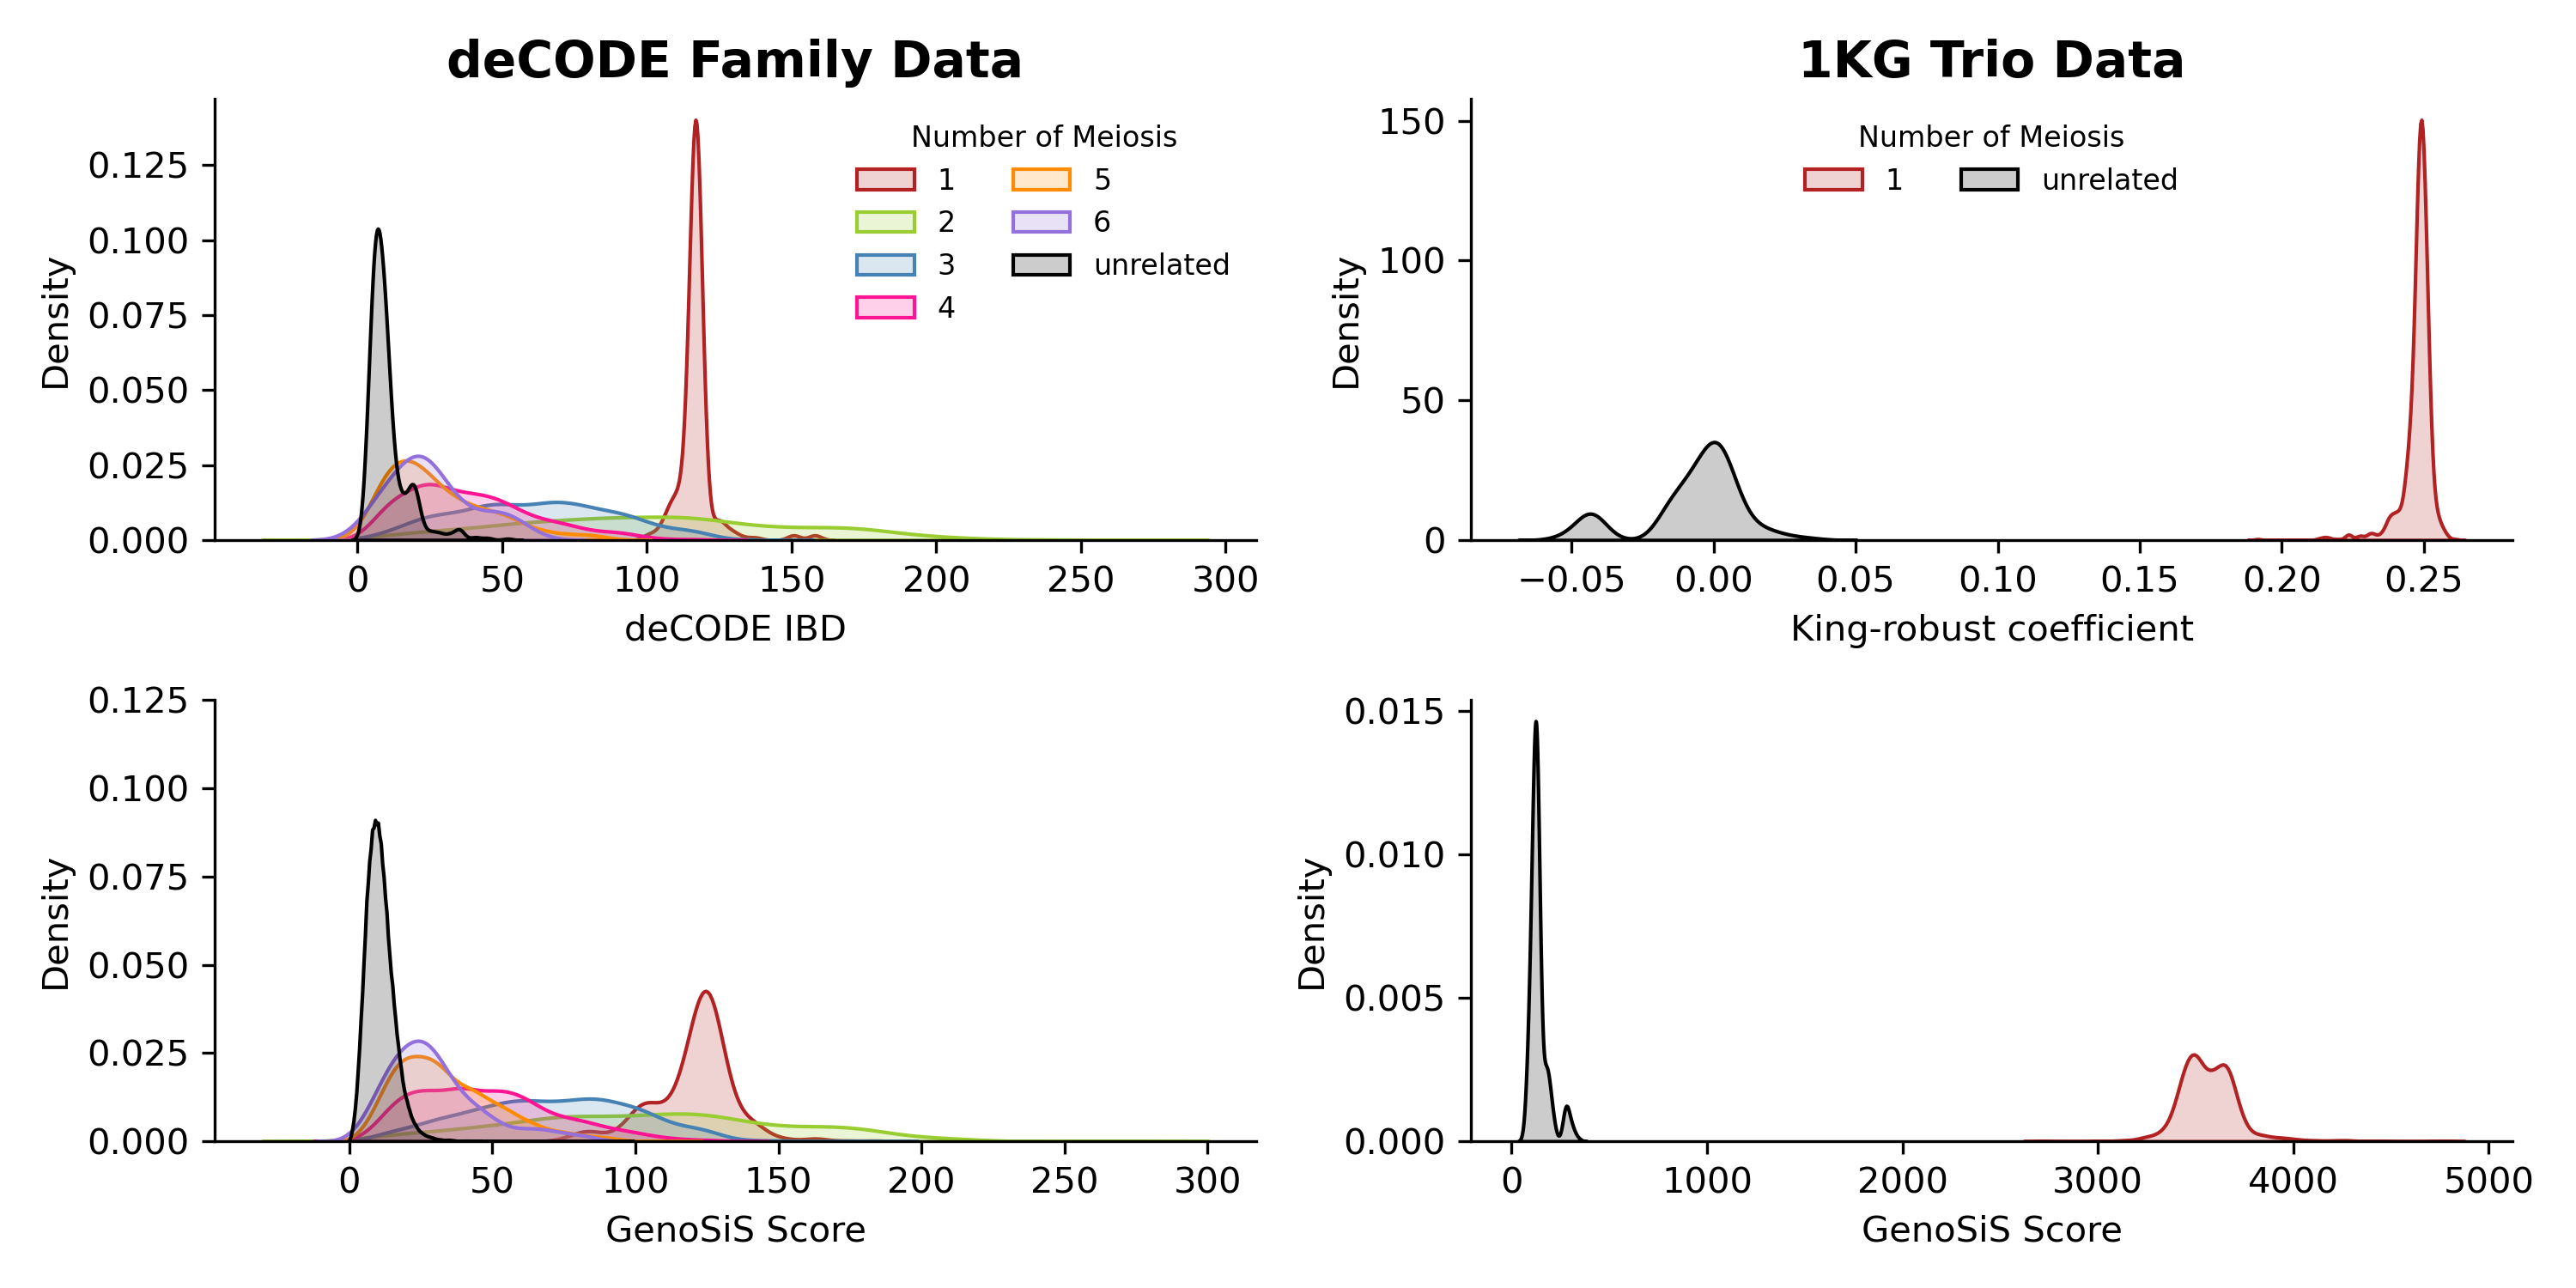 deCODE Family Data
1KG Trio Data
Density
0.125
0.100
0.075
0.050
0.025
0.000
0 50 100 150 200 250 300
deCODE IBD
Number of Meiosis
1 5
2 6
3 unrelated
4
Density
150
100
50
0
−0.05 0.00 0.05 0.10 0.15 0.20 0.25
King-robust coefficient
Number of Meiosis
1 unrelated
Density
0.125
0.100
0.075
0.050
0.025
0.000
0 50 100 150 200 250 300
GenoSiS Score
Density
0.015
0.010
0.005
0.000
0 1000 2000 3000 4000 5000
GenoSiS Score